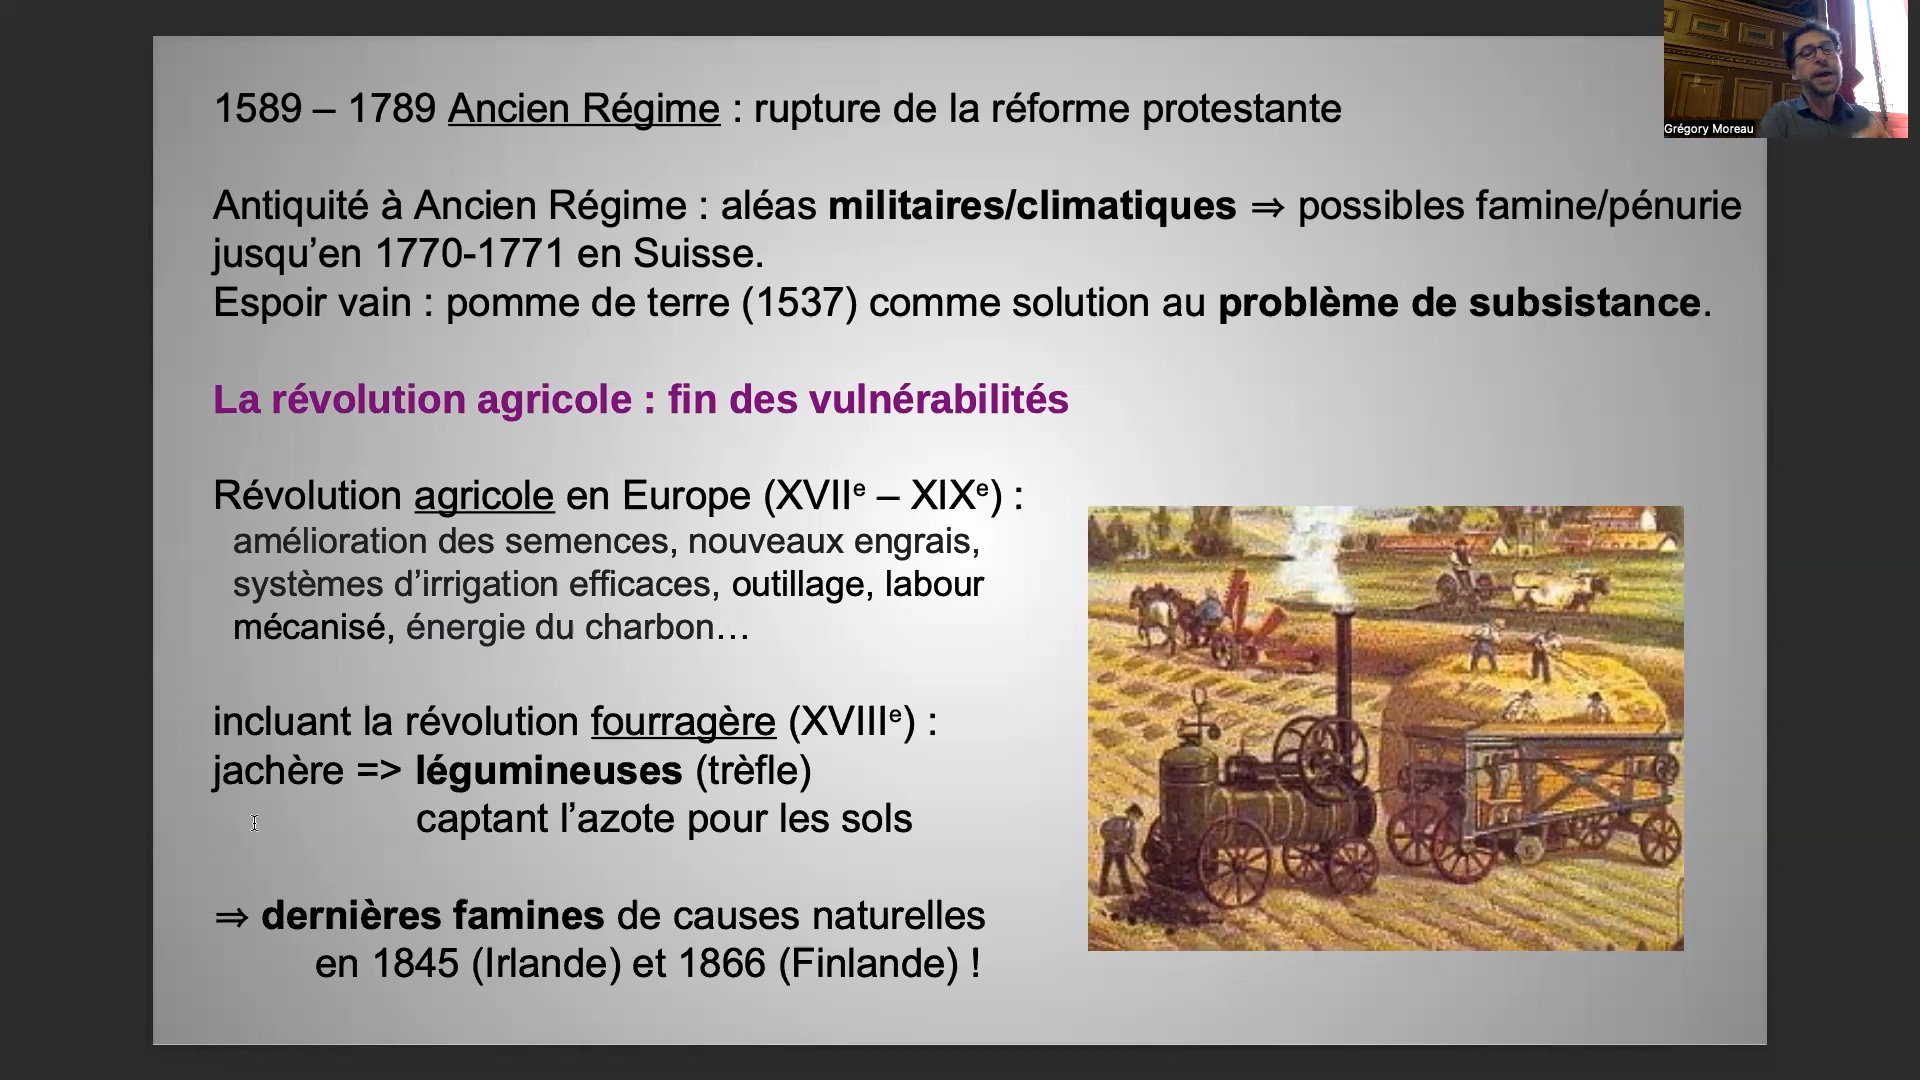 1589 – 1789 Ancien Régime : rupture de la réforme protestante
Antiquité à Ancien Régime : aléas militaires/climatiques ⇒ possibles famine/pénurie
jusqu’en 1770-1771 en Suisse.
Espoir vain : pomme de terre (1537) comme solution au problème de subsistance.
La révolution agricole : fin des vulnérabilités
Révolution agricole en Europe (XVIIᵉ – XIXᵉ) :
amélioration des semences, nouveaux engrais,
systèmes d’irrigation efficaces, outillage, labour
mécanisé, énergie du charbon…
incluant la révolution fourragère (XVIIIᵉ) :
jachère => légumineuses (trèfle)
captant l’azote pour les sols
⇒ dernières famines de causes naturelles
en 1845 (Irlande) et 1866 (Finlande) !
Grégory Moreau